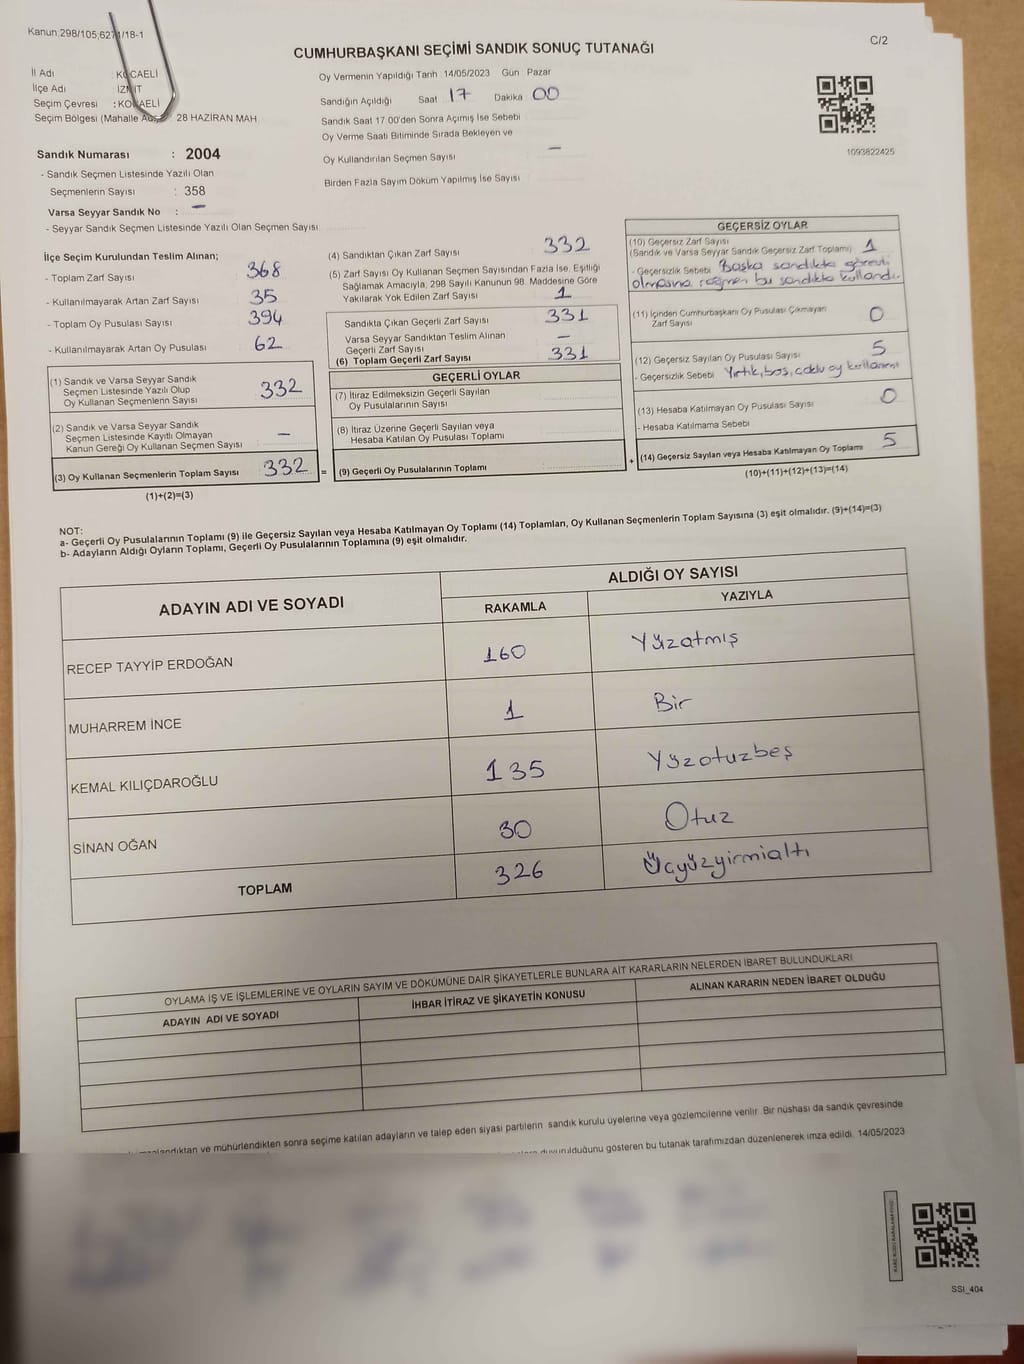 Kanun,298/105;6271/18-1
C/2
CUMHURBAŞKANI SEÇİMİ SANDIK SONUÇ TUTANAĞI
İl Adı : KOCAELİ
İlçe Adı İZMİT
Seçim Çevresi : KOCAELİ
Seçim Bölgesi (Mahalle 28 HAZİRAN MAH.
Sandık Numarası : 2004
- Sandık Seçmen Listesinde Yazılı Olan
Seçmenlerin Sayısı : 358
Varsa Seyyar Sandık No : –
- Seyyar Sandık Seçmen Listesinde Yazılı Olan Seçmen Sayısı
Oy Vermenin Yapıldığı Tarih 14/05/2023 Gün Pazar
Sandığın Açıldığı Saat 17 Dakika 00
Sandık Saat 17.00'den Sonra Açımış İse Sebebi
Oy Verme Saati Bitiminde Sırada Bekleyen ve
Oy Kullandırılan Seçmen Sayısı –
Birden Fazla Sayım Döküm Yapılmış İse Sayısı
1093822425
İlçe Seçim Kurulundan Teslim Alınan;
- Toplam Zarf Sayısı 368
- Kullanılmayarak Artan Zarf Sayısı 35
- Toplam Oy Pusulası Sayısı 394
- Kullanılmayarak Artan Oy Pusulası 62
(1) Sandık ve Varsa Seyyar Sandık
Seçmen Listesinde Yazılı Olup
Oy Kullanan Seçmenlerin Sayısı 332
(2) Sandık ve Varsa Seyyar Sandık
Seçmen Listesinde Kayıtlı Olmayan
Kanun Gereği Oy Kullanan Seçmen Sayısı –
(3) Oy Kullanan Seçmenlerin Toplam Sayısı 332
(1)+(2)=(3)
(4) Sandıktan Çıkan Zarf Sayısı 332
(5) Zarf Sayısı Oy Kullanan Seçmen Sayısından Fazla İse, Eşitliği
Sağlamak Amacıyla, 298 Sayılı Kanunun 98. Maddesine Göre
Yakılarak Yok Edilen Zarf Sayısı 1
Sandıkta Çıkan Geçerli Zarf Sayısı 331
Varsa Seyyar Sandıktan Teslim Alınan
Geçerli Zarf Sayısı –
(6) Toplam Geçerli Zarf Sayısı 331
GEÇERLİ OYLAR
(7) İtiraz Edilmeksizin Geçerli Sayılan
Oy Pusulalarının Sayısı
(8) İtiraz Üzerine Geçerli Sayılan veya
Hesaba Katılan Oy Pusulası Toplamı
= (9) Geçerli Oy Pusulalarının Toplamı
GEÇERSİZ OYLAR
(10) Geçersiz Zarf Sayısı
(Sandık ve Varsa Seyyar Sandık Geçersiz Zarf Toplamı) 1
- Geçersizlik Sebebi Başka sandıkta görevli
olmasına rağmen bu sandıkta kullandı.
(11) İçinden Cumhurbaşkanı Oy Pusulası Çıkmayan
Zarf Sayısı 0
(12) Geçersiz Sayılan Oy Pusulası Sayısı 5
- Geçersizlik Sebebi Yırtık, boş, oy kullanımı
(13) Hesaba Katılmayan Oy Pusulası Sayısı 0
- Hesaba Katılmama Sebebi
+ (14) Geçersiz Sayılan veya Hesaba Katılmayan Oy Toplamı 5
(10)+(11)+(12)+(13)=(14)
NOT:
a- Geçerli Oy Pusulalarının Toplamı (9) ile Geçersiz Sayılan veya Hesaba Katılmayan Oy Toplamı (14) Toplamları, Oy Kullanan Seçmenlerin Toplam Sayısına (3) eşit olmalıdır. (9)+(14)=(3)
b- Adayların Aldığı Oyların Toplamı, Geçerli Oy Pusulalarının Toplamına (9) eşit olmalıdır.
ADAYIN ADI VE SOYADI
ALDIĞI OY SAYISI
RAKAMLA YAZIYLA
RECEP TAYYİP ERDOĞAN 160 Yüzatmış
MUHARREM İNCE 1 Bir
KEMAL KILIÇDAROĞLU 135 Yüzotuzbeş
SİNAN OĞAN 30 Otuz
TOPLAM 326 Üçyüzyirmialtı
OYLAMA İŞ VE İŞLEMLERİNE VE OYLARIN SAYIM VE DÖKÜMÜNE DAİR ŞİKAYETLERLE BUNLARA AİT KARARLARIN NELERDEN İBARET BULUNDUKLARI
ADAYIN ADI VE SOYADI İHBAR İTİRAZ VE ŞİKAYETİN KONUSU ALINAN KARARIN NEDEN İBARET OLDUĞU
ve mühürlendikten sonra seçime katılan adayların ve talep eden siyasi partilerin sandık kurulu üyelerine veya gözlemcilerine verilir. Bir nüshası da sandık çevresinde
duyurulduğunu gösteren bu tutanak tarafımızdan düzenlenerek imza edildi. 14/05/2023
SSI_404